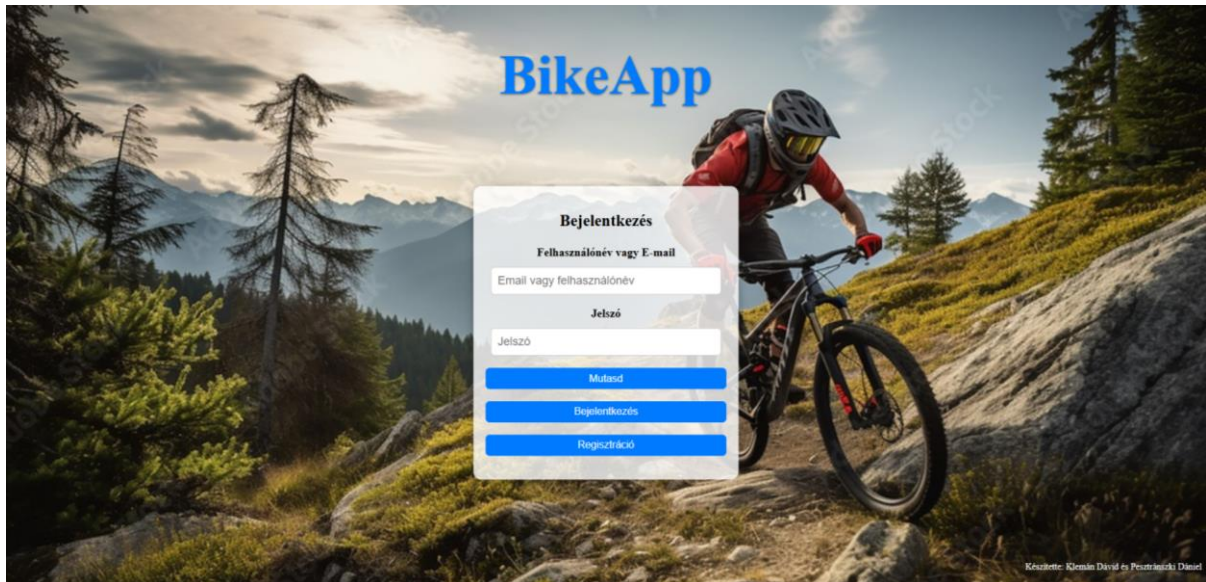 BikeApp
Bejelentkezés
Felhasználónév vagy E-mail
Email vagy felhasználónév
Jelszó
Jelszó
Mutasd
Bejelentkezés
Regisztráció
Készítette: Klemán Dávid és Pesztránszki Dániel